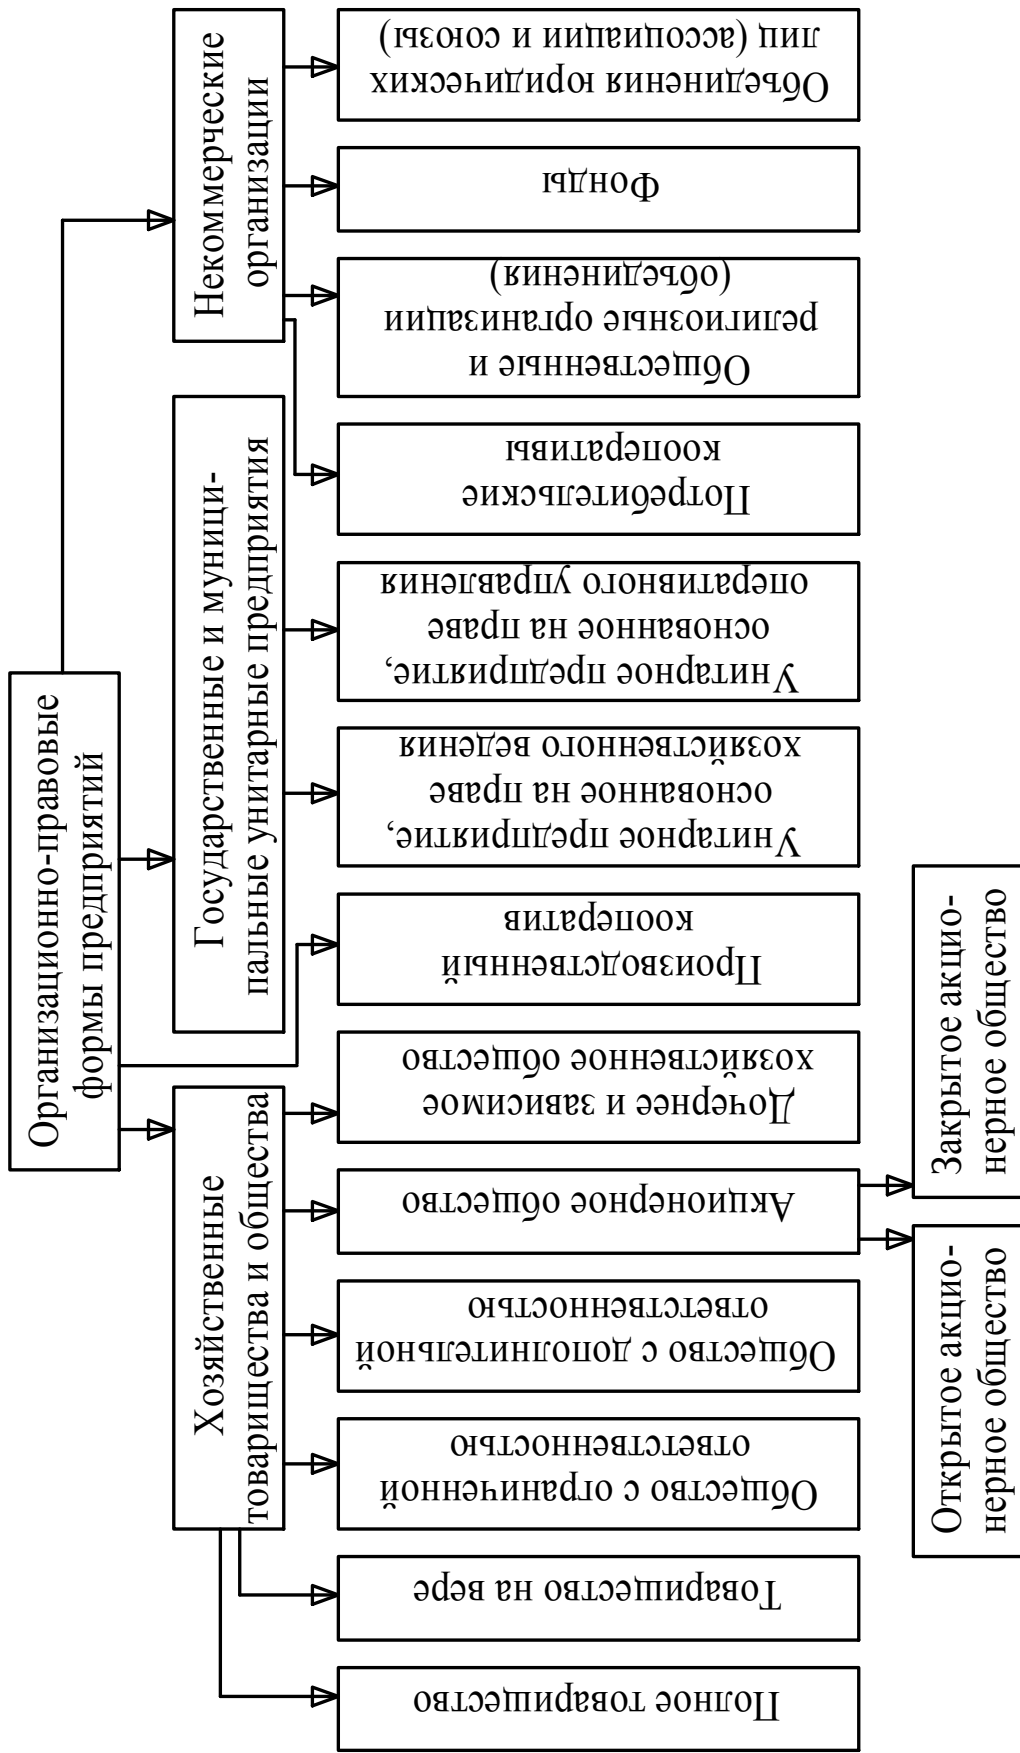 Организационно-правовые
формы предприятий
Хозяйственные
товарищества и общества
Государственные и муници-
пальные унитарные предприятия
Некоммерческие
организации
Полное товарищество
Товарищество на вере
Общество с ограниченной
ответственностью
Общество с дополнительной
ответственностью
Акционерное общество
Дочернее и зависимое
хозяйственное общество
Производственный
кооператив
Унитарное предприятие,
основанное на праве
хозяйственного ведения
Унитарное предприятие,
основанное на праве
оперативного управления
Потребительские
кооперативы
Общественные и
религиозные организации
(объединения)
Фонды
Объединения юридических
лиц (ассоциации и союзы)
Открытое акцио-
нерное общество
Закрытое акцио-
нерное общество